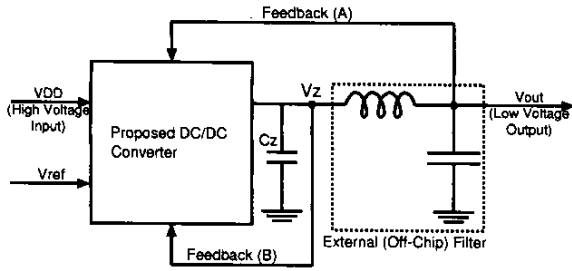 Feedback (A)
VDD
(High Voltage
Input)
Vz
Vout
(Low Voltage
Output)
Proposed DC/DC
Converter
Cz
Vref
External (Off-Chip) Filter
Feedback (B)